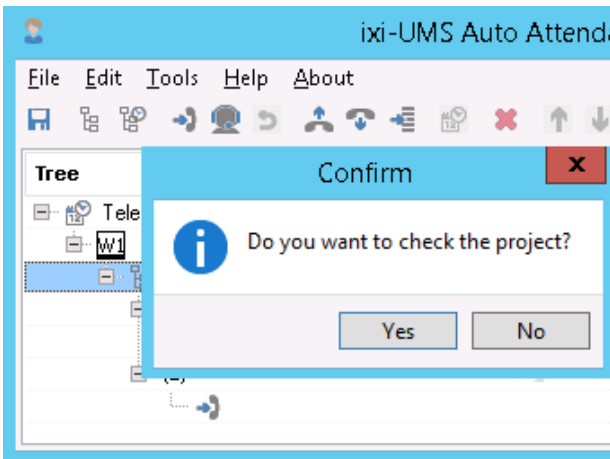 ixi-UMS Auto Attenda
File Edit Tools Help About
Tree
Confirm
x
Tele
W1
Do you want to check the project?
Yes No